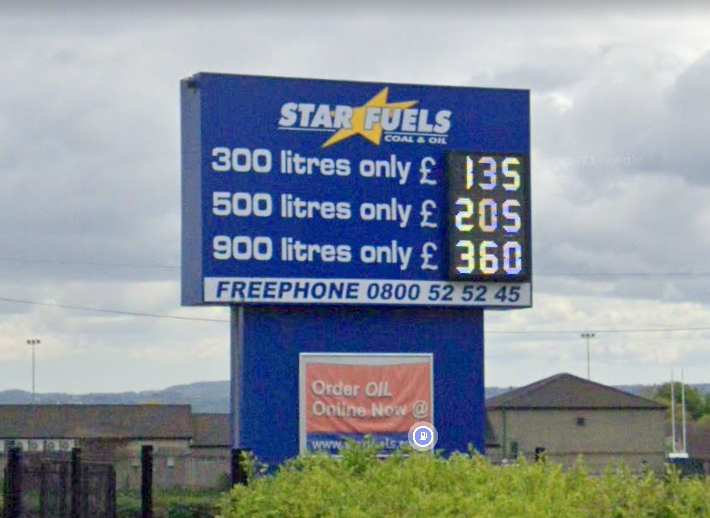 STAR FUELS
COAL & OIL
300 litres only £ 135
500 litres only £ 205
900 litres only £ 360
FREEPHONE 0800 52 52 45
Order OIL
Online Now @